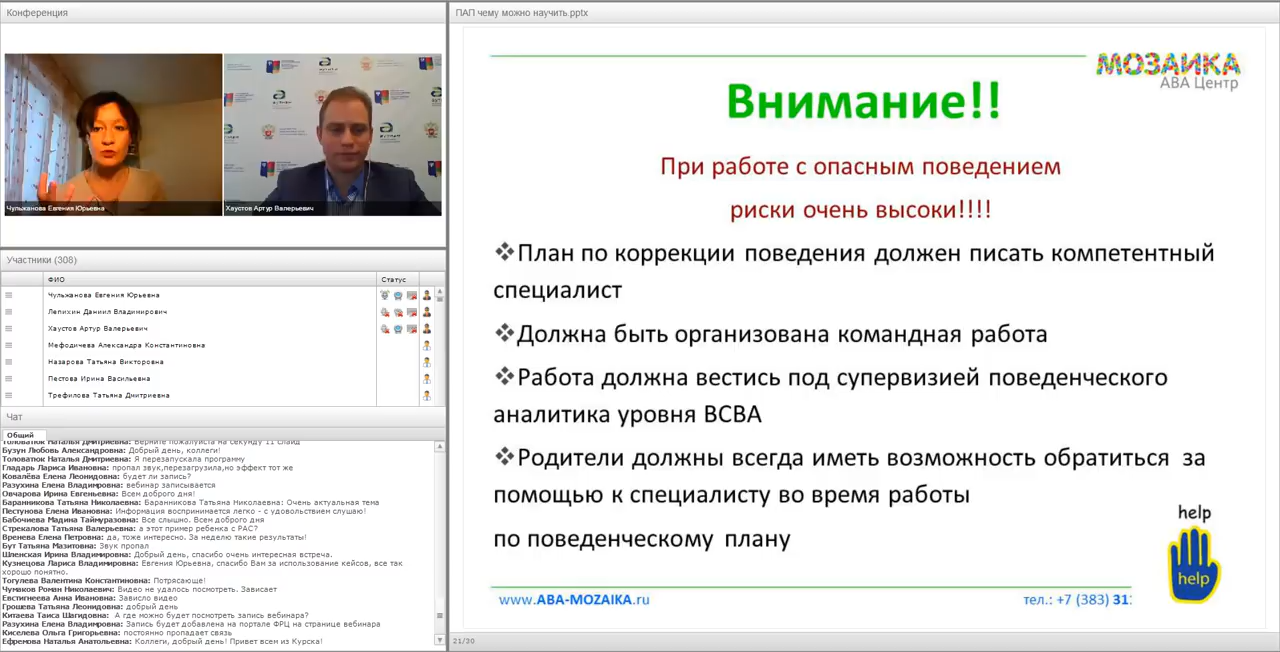 Конференция
Чульжанова Евгения Юрьевна
Хаустов Артур Валерьевич
Участники (308)
ФИО
Статус
Чульжанова Евгения Юрьевна
Лепихин Даниил Владимирович
Хаустов Артур Валерьевич
Мефодичева Александра Константиновна
Назарова Татьяна Викторовна
Пестова Ирина Васильевна
Трефилова Татьяна Дмитриевна
Чат
Общий
Головатюк Наталья Дмитриевна: Верните пожалуйста на секунду 11 слайд
Бузун Любовь Александровна: Добрый день, коллеги!
Головатюк Наталья Дмитриевна: Я перезапускала программу
Гладарь Лариса Ивановна: пропал звук,перезагрузила,но эффект тот же
Ковалёва Елена Леонидовна: будет ли запись?
Разухина Елена Владимировна: вебинар записывается
Овчарова Ирина Евгеньевна: Всем доброго дня!
Баранникова Татьяна Николаевна: Баранникова Татьяна Николаевна: Очень актуальная тема
Пестунова Елена Ивановна: Информация воспринимается легко - с удовольствием слушаю!
Бабочиева Мадина Таймуразовна: Все слышно. Всем доброго дня
Стрекалова Татьяна Валерьевна: а этот пример ребенка с РАС?
Вренева Елена Петровна: да, тоже интересно. За неделю такие результаты!
Бут Татьяна Мазитовна: Звук пропал
Шленская Ирина Владимировна: Добрый день, спасибо очень интересная встреча.
Кузнецова Лариса Владимировна: Евгения Юрьевна, спасибо Вам за использование кейсов, все так
хорошо понятно.
Тогулева Валентина Константиновна: Потрясающе!
Чумаков Роман Николаевич: Видео не удалось посмотреть. Зависает
Евстигнеева Анна Ивановна: Зависло видео
Грошева Татьяна Леонидовна: добрый день
Китаева Таиса Шагидовна: А где можно будет посмотреть запись вебинара?
Разухина Елена Владимировна: Запись будет добавлена на портале ФРЦ на странице вебинара
Киселева Ольга Григорьевна: постоянно пропадает связь
Ефремова Наталья Анатольевна: Коллеги, добрый день! Привет всем из Курска!
ПАП чему можно научить.pptx
МОЗАИКА
АВА Центр
Внимание!!
При работе с опасным поведением
риски очень высоки!!!!
❖План по коррекции поведения должен писать компетентный
специалист
❖Должна быть организована командная работа
❖Работа должна вестись под супервизией поведенческого
аналитика уровня BCBA
❖Родители должны всегда иметь возможность обратиться за
помощью к специалисту во время работы
по поведенческому плану
help
help
www.ABA-MOZAIKA.ru
тел.: +7 (383) 31
21/30